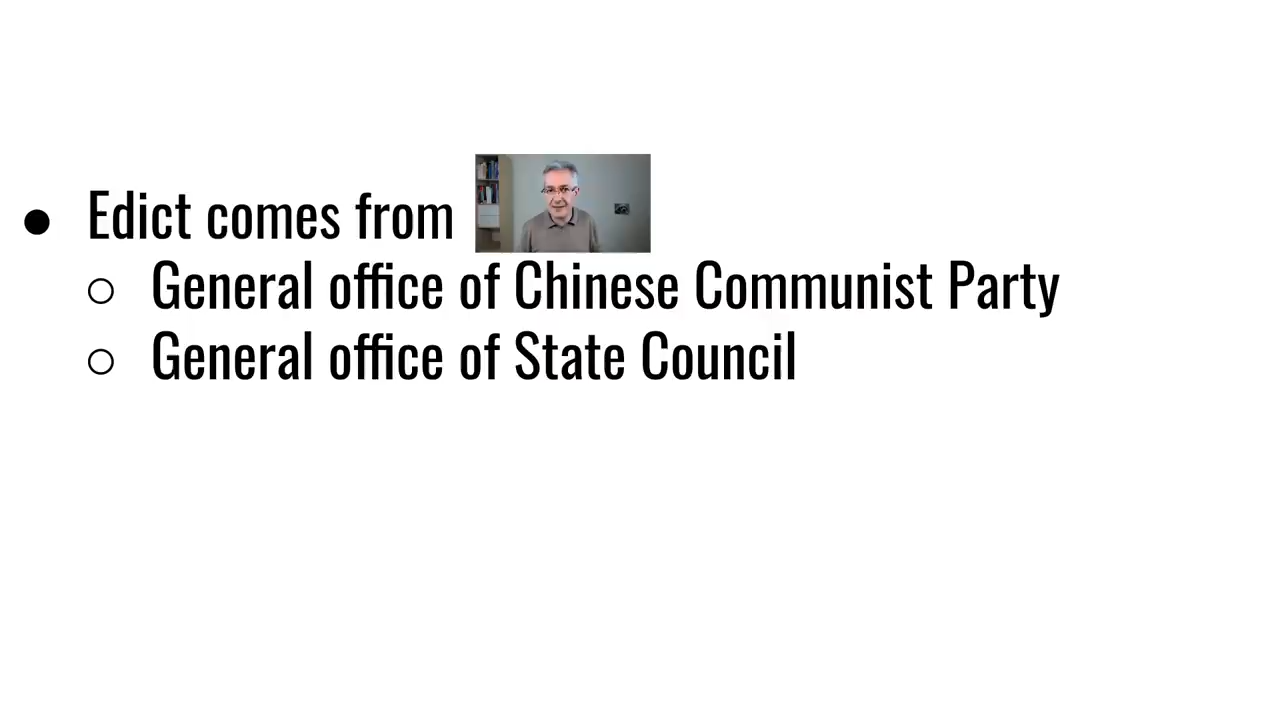 ● Edict comes from
○ General office of Chinese Communist Party
○ General office of State Council